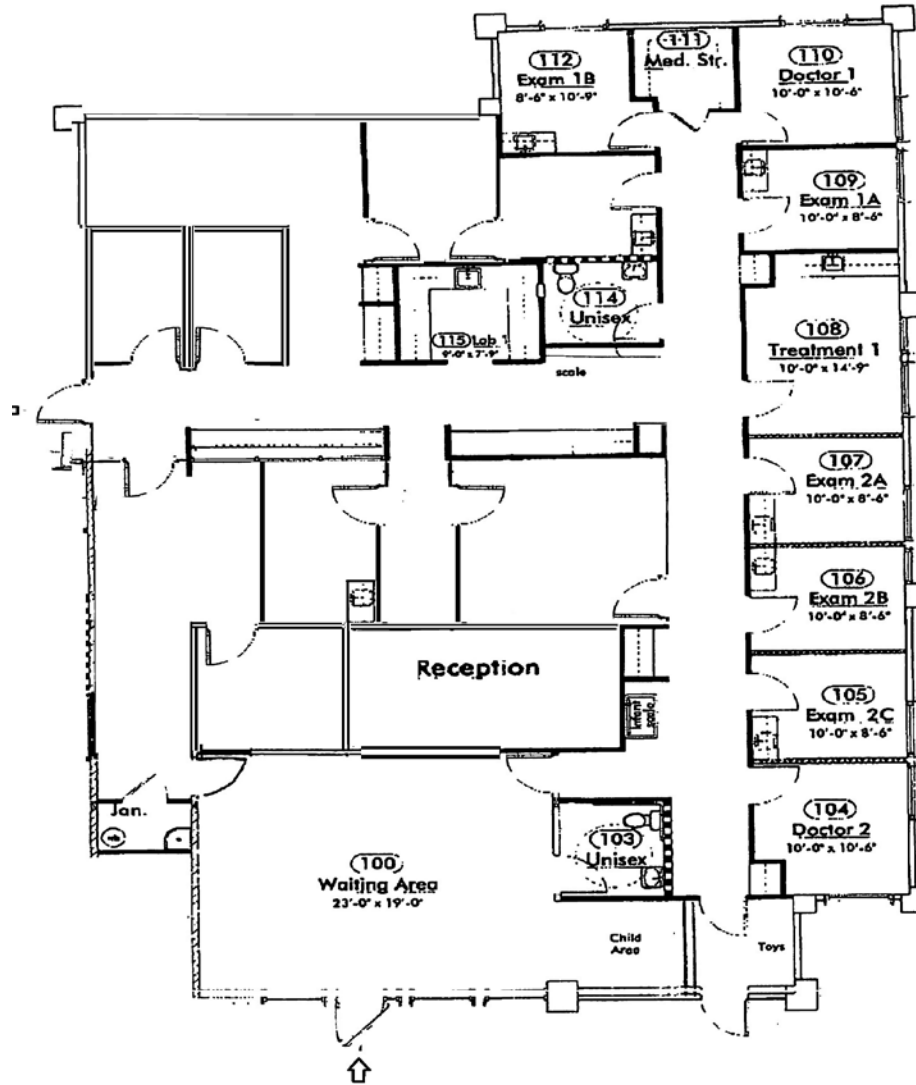 112
Exam 1B
8'-6" x 10'-9"
111
Med. Str.
110
Doctor 1
10'-0" x 10'-6"
109
Exam 1A
10'-0" x 8'-6"
114
Unisex
115 Lab 1
9'-0" x 7'-9"
scale
108
Treatment 1
10'-0" x 14'-9"
107
Exam 2A
10'-0" x 8'-6"
106
Exam 2B
10'-0" x 8'-6"
Reception
infant
scale
105
Exam 2C
10'-0" x 8'-6"
Jan.
103
Unisex
104
Doctor 2
10'-0" x 10'-6"
100
Waiting Area
23'-0" x 19'-0"
Child
Area
Toys